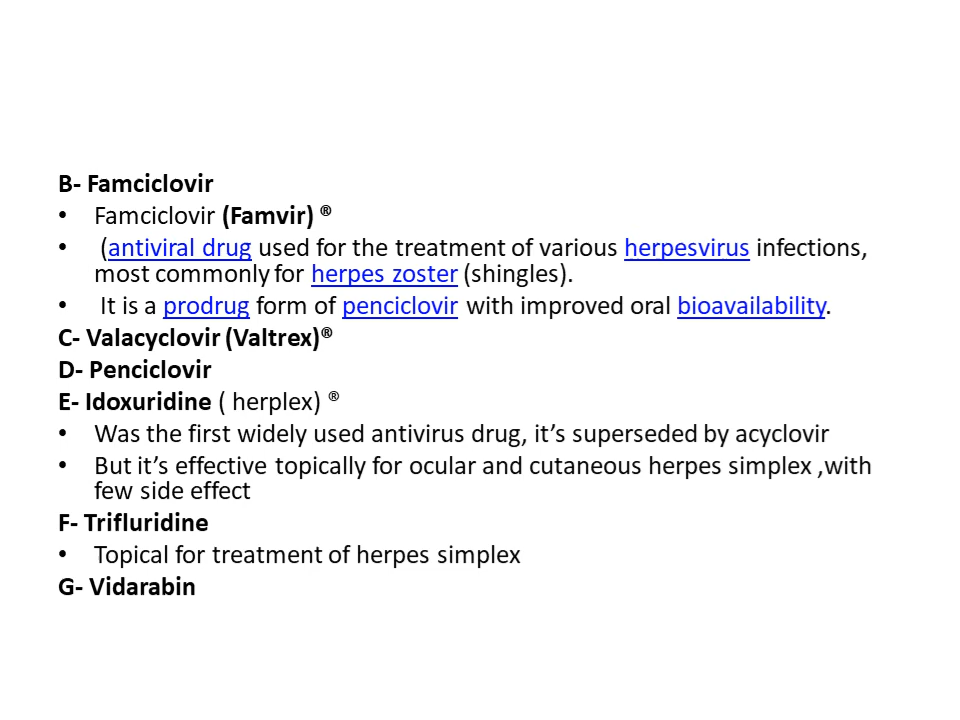 B- Famciclovir
• Famciclovir (Famvir) ®
• (antiviral drug used for the treatment of various herpesvirus infections,
most commonly for herpes zoster (shingles).
• It is a prodrug form of penciclovir with improved oral bioavailability.
C- Valacyclovir (Valtrex)®
D- Penciclovir
E- Idoxuridine ( herplex) ®
• Was the first widely used antivirus drug, it’s superseded by acyclovir
• But it’s effective topically for ocular and cutaneous herpes simplex ,with
few side effect
F- Trifluridine
• Topical for treatment of herpes simplex
G- Vidarabin